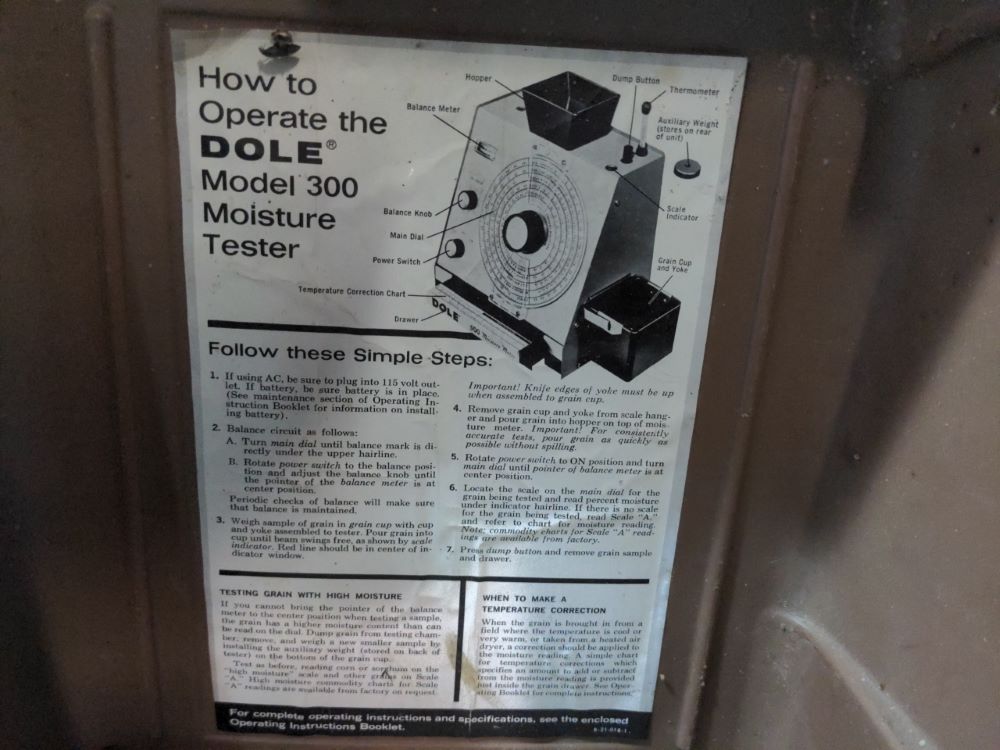 How to
Operate the
DOLE®
Model 300
Moisture
Tester
Hopper
Dump Button
Thermometer
Balance Meter
Auxiliary Weight
(stores on rear
of unit)
Balance Knob
Scale
Indicator
Main Dial
Power Switch
Grain Cup
and Yoke
Temperature Correction Chart
Drawer
DOLE
Follow these Simple Steps:
1. If using AC, be sure to plug into 115 volt out-
let. If battery, be sure battery is in place.
(See maintenance section of Operating In-
struction Booklet for information on install-
ing battery).
2. Balance circuit as follows:
A. Turn main dial until balance mark is di-
rectly under the upper hairline.
B. Rotate power switch to the balance posi-
tion and adjust the balance knob until
the pointer of the balance meter is at
center position.
Periodic checks of balance will make sure
that balance is maintained.
3. Weigh sample of grain in grain cup with cup
and yoke assembled to tester. Pour grain into
cup until beam swings free, as shown by scale
indicator. Red line should be in center of in-
dicator window.
Important! Knife edges of yoke must be up
when assembled to grain cup.
4. Remove grain cup and yoke from scale hang-
er and pour grain into hopper on top of mois-
ture meter. Important! For consistently
accurate tests, pour grain as quickly as
possible without spilling.
5. Rotate power switch to ON position and turn
main dial until pointer of balance meter is at
center position.
6. Locate the scale on the main dial for the
grain being tested and read percent moisture
under indicator hairline. If there is no scale
for the grain being tested, read Scale "A,"
and refer to chart for moisture reading.
Note: commodity charts for Scale "A" read-
ings are available from factory.
7. Press dump button and remove grain sample
and drawer.
TESTING GRAIN WITH HIGH MOISTURE
If you cannot bring the pointer of the balance
meter to the center position when testing a sample,
the grain has a higher moisture content than can
be read on the dial. Dump grain from testing cham-
ber, remove, and weigh a new smaller sample by
installing the auxiliary weight (stored on back of
tester) on the bottom of the grain cup.
Test as before, reading corn or sorghum on the
"high moisture" scale and other grains on Scale
"A". High moisture commodity charts for Scale
"A" readings are available from factory on request.
WHEN TO MAKE A
TEMPERATURE CORRECTION
When the grain is brought in from a
field where the temperature is cool or
very warm, or taken from a heated air
dryer, a correction should be applied to
the moisture reading. A simple chart
for temperature corrections which
specifies an amount to add or subtract
from the moisture reading is provided
just inside the grain drawer. See Oper-
ating Booklet for complete instructions.
For complete operating instructions and specifications, see the enclosed
Operating Instructions Booklet.